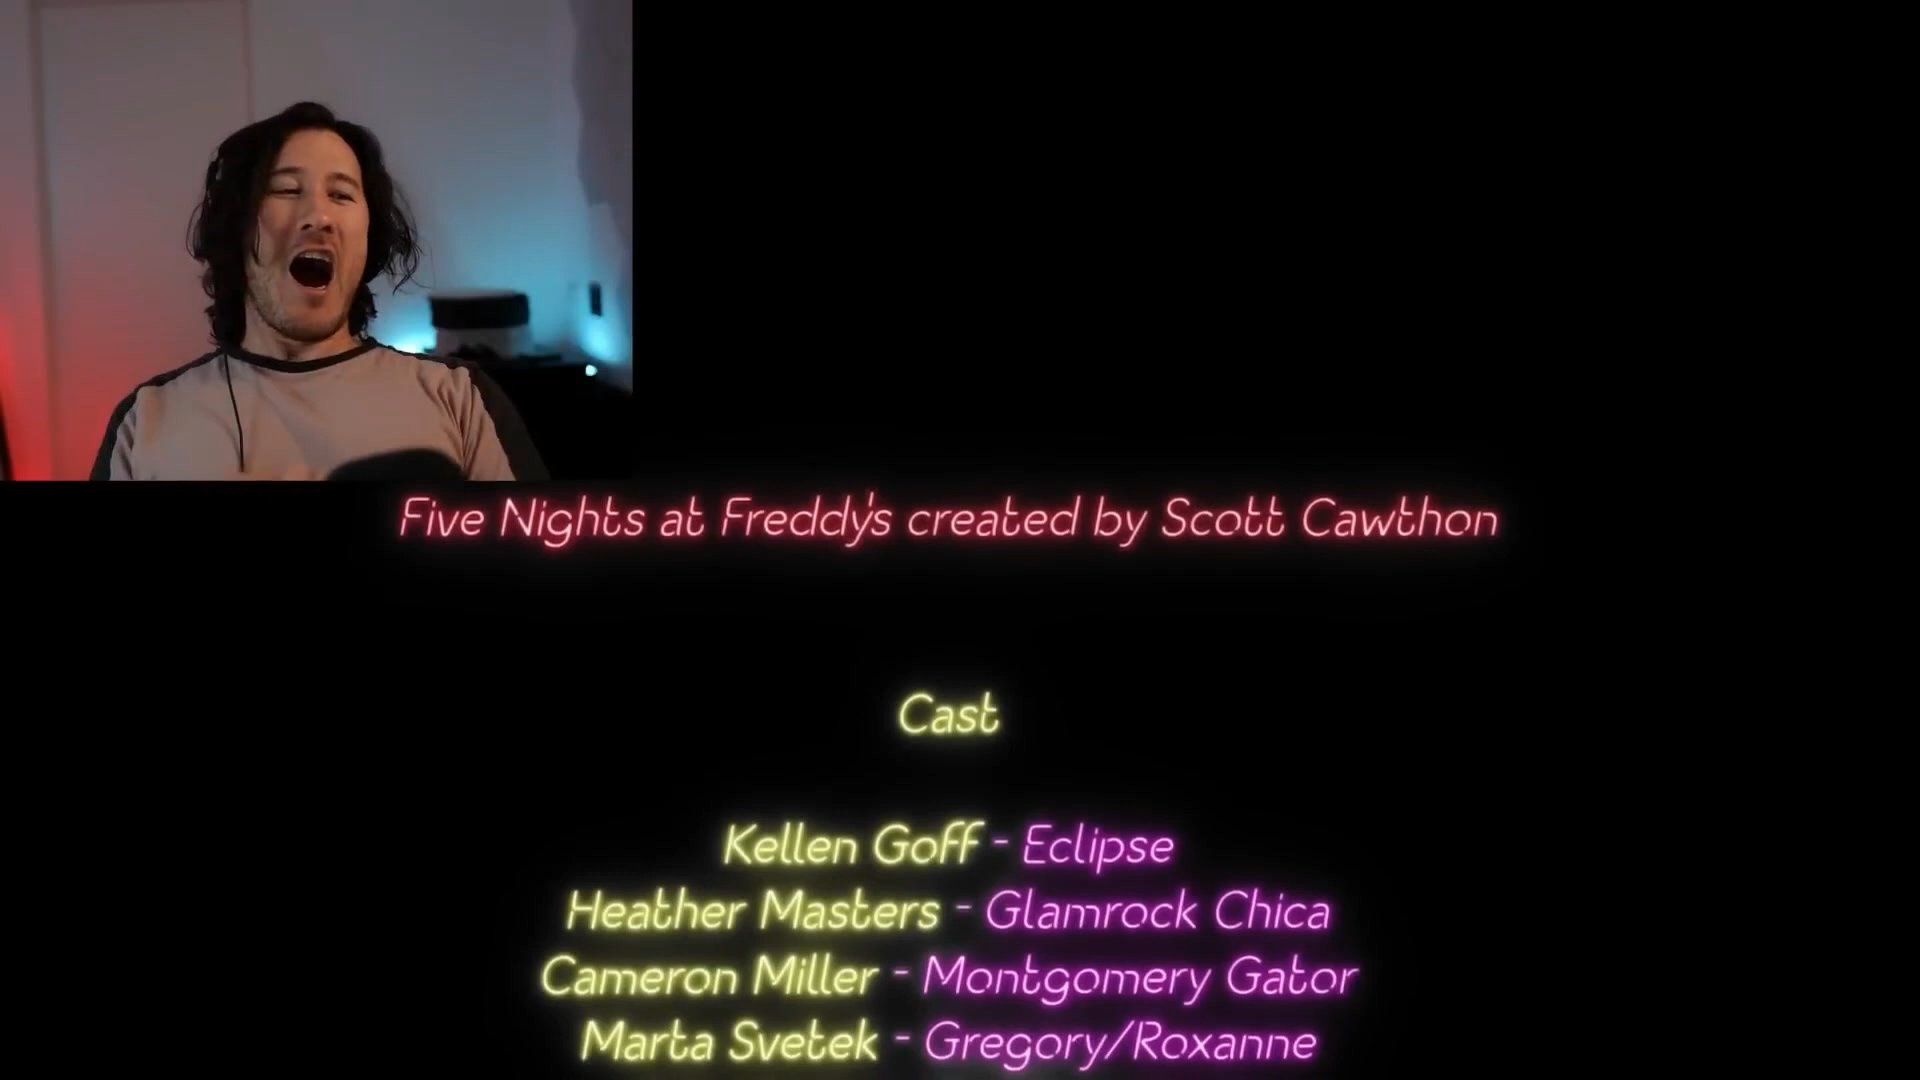 Five Nights at Freddy's created by Scott Cawthon
Cast
Kellen Goff - Eclipse
Heather Masters - Glamrock Chica
Cameron Miller - Montgomery Gator
Marta Svetek - Gregory/Roxanne